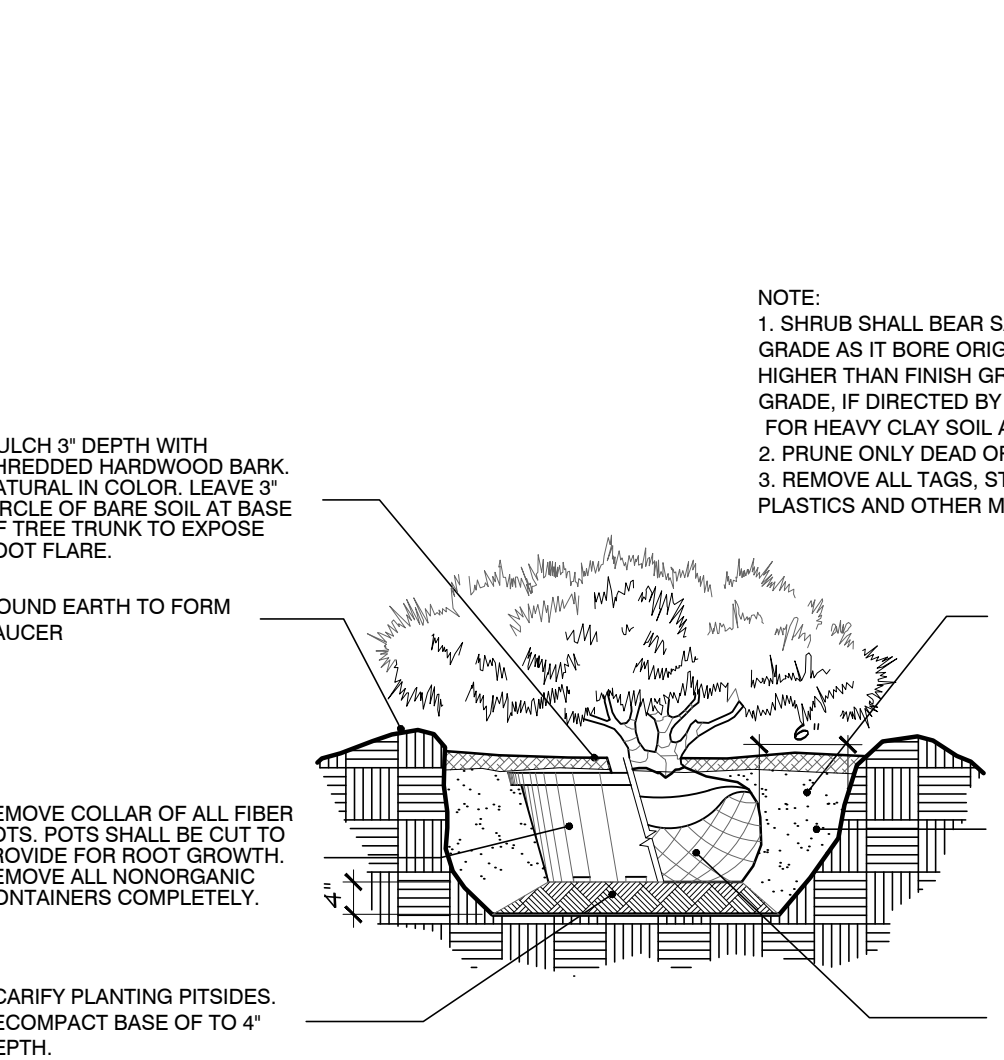 NOTE:
1. SHRUB SHALL BEAR SA
GRADE AS IT BORE ORIG
HIGHER THAN FINISH GR
GRADE, IF DIRECTED BY
FOR HEAVY CLAY SOIL A
2. PRUNE ONLY DEAD OR
3. REMOVE ALL TAGS, ST
PLASTICS AND OTHER M
ULCH 3" DEPTH WITH
HREDDED HARDWOOD BARK.
ATURAL IN COLOR. LEAVE 3"
RCLE OF BARE SOIL AT BASE
F TREE TRUNK TO EXPOSE
OOT FLARE.
OUND EARTH TO FORM
AUCER
6"
EMOVE COLLAR OF ALL FIBER
OTS. POTS SHALL BE CUT TO
ROVIDE FOR ROOT GROWTH.
EMOVE ALL NONORGANIC
ONTAINERS COMPLETELY.
4"
CARIFY PLANTING PITSIDES.
ECOMPACT BASE OF TO 4"
EPTH.